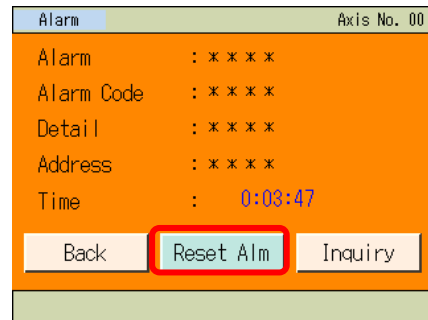 Alarm Axis No. 00
Alarm : * * * *
Alarm Code : * * * *
Detail : * * * *
Address : * * * *
Time : 0:03:47
Back Reset Alm Inquiry